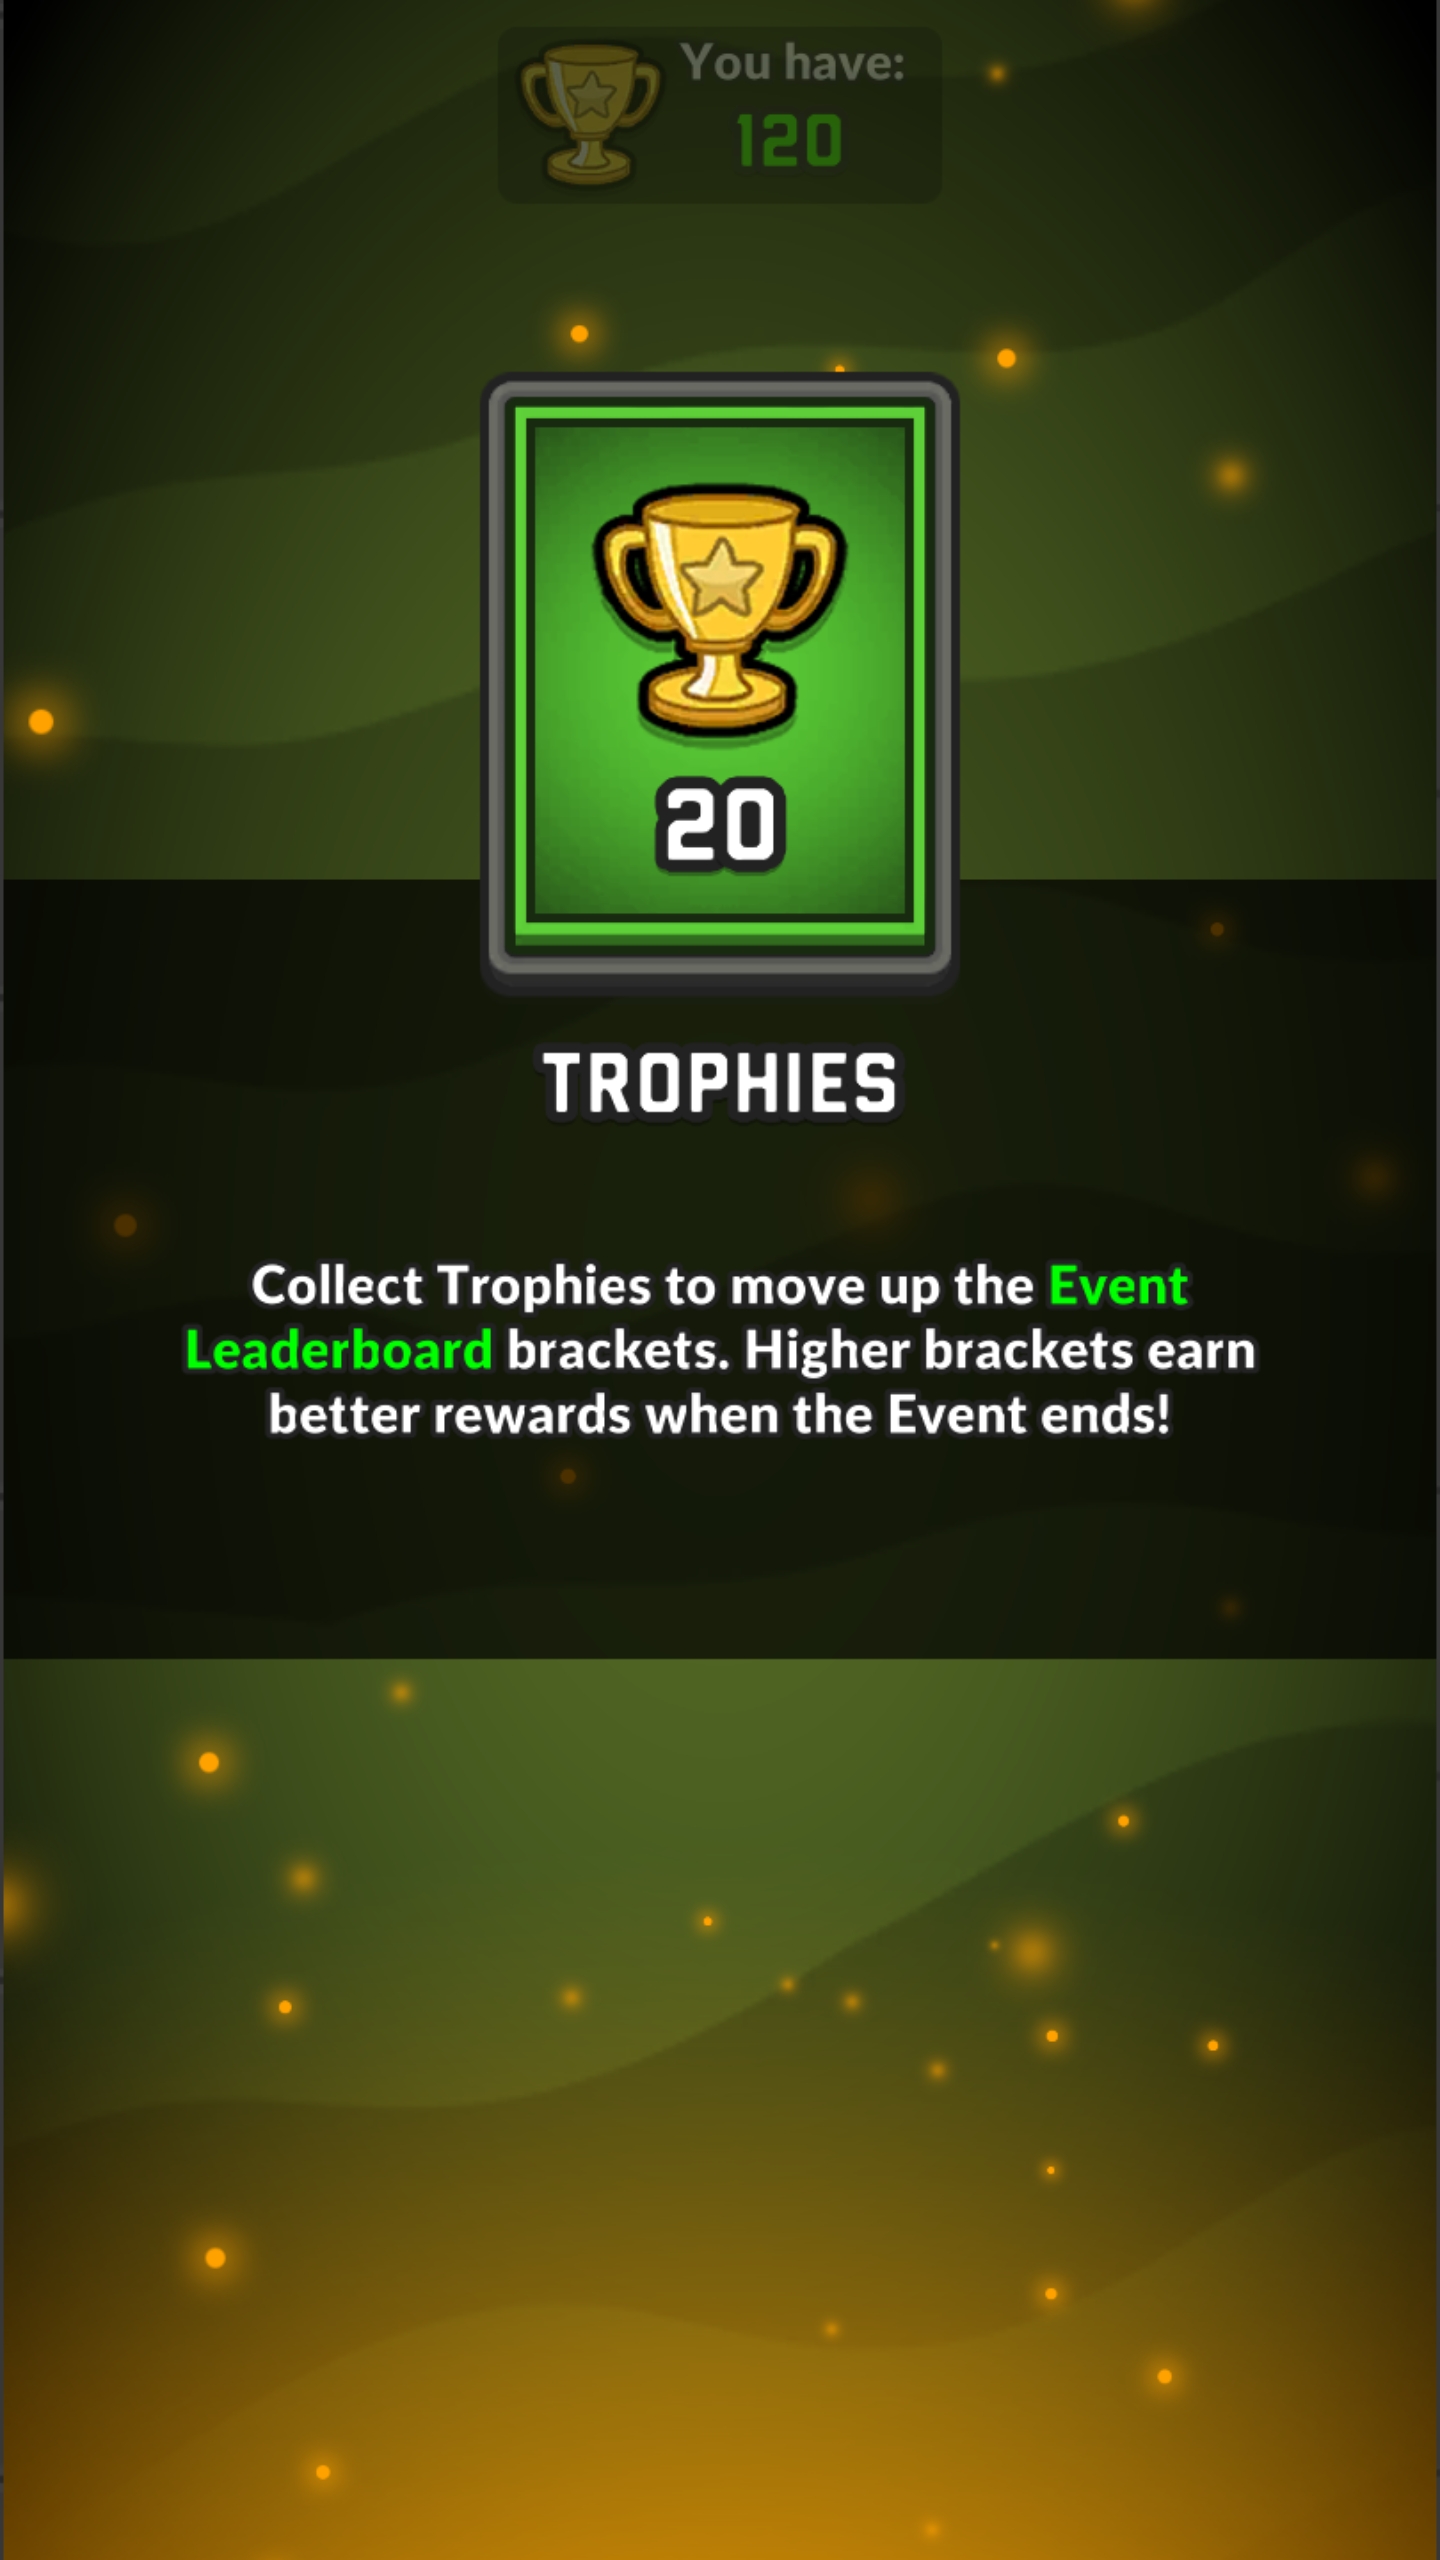 You have:
120
20
TROPHIES
Collect Trophies to move up the Event
Leaderboard brackets. Higher brackets earn
better rewards when the Event ends!